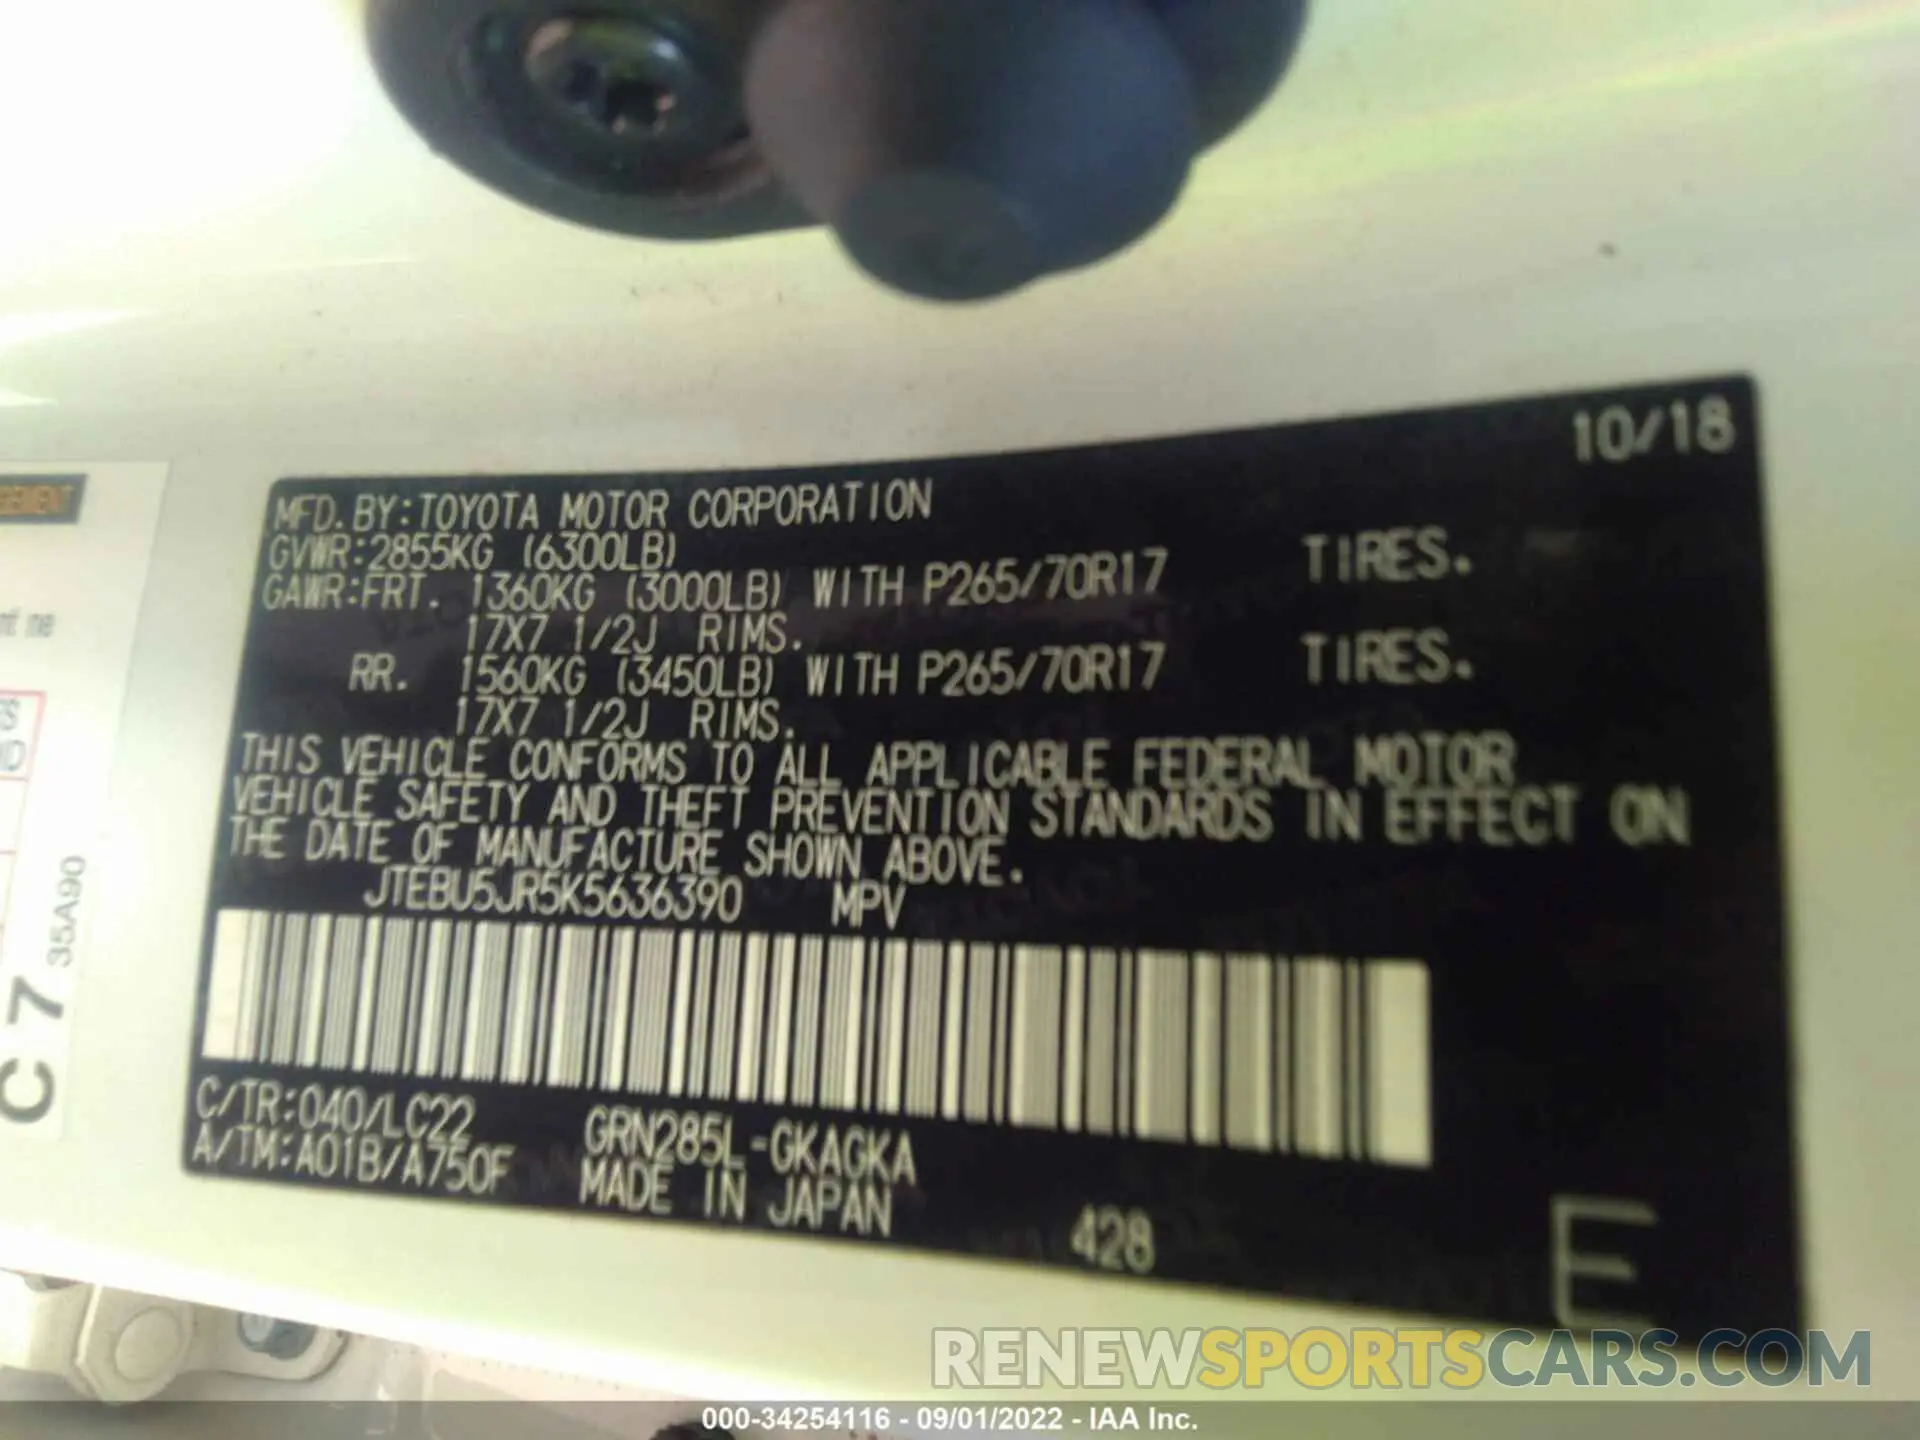 10/18
MFD. BY: TOYOTA MOTOR CORPORATION
GVWR: 2855KG (6300LB)
GAWR: FRT. 1360KG (3000LB) WITH P265/70R17 TIRES.
17X7 1/2J RIMS.
RR. 1560KG (3450LB) WITH P265/70R17 TIRES.
17X7 1/2J RIMS.
THIS VEHICLE CONFORMS TO ALL APPLICABLE FEDERAL MOTOR
VEHICLE SAFETY AND THEFT PREVENTION STANDARDS IN EFFECT ON
THE DATE OF MANUFACTURE SHOWN ABOVE.
JTEBU5JR5K5636390 MPV
C/TR: 040/LC22 GRN285L-GKAGKA
A/TM: A01B/A750F MADE IN JAPAN
428
E
C 7 35A90
RENEWSPORTSCARS.COM
000-34254116 - 09/01/2022 - IAA Inc.